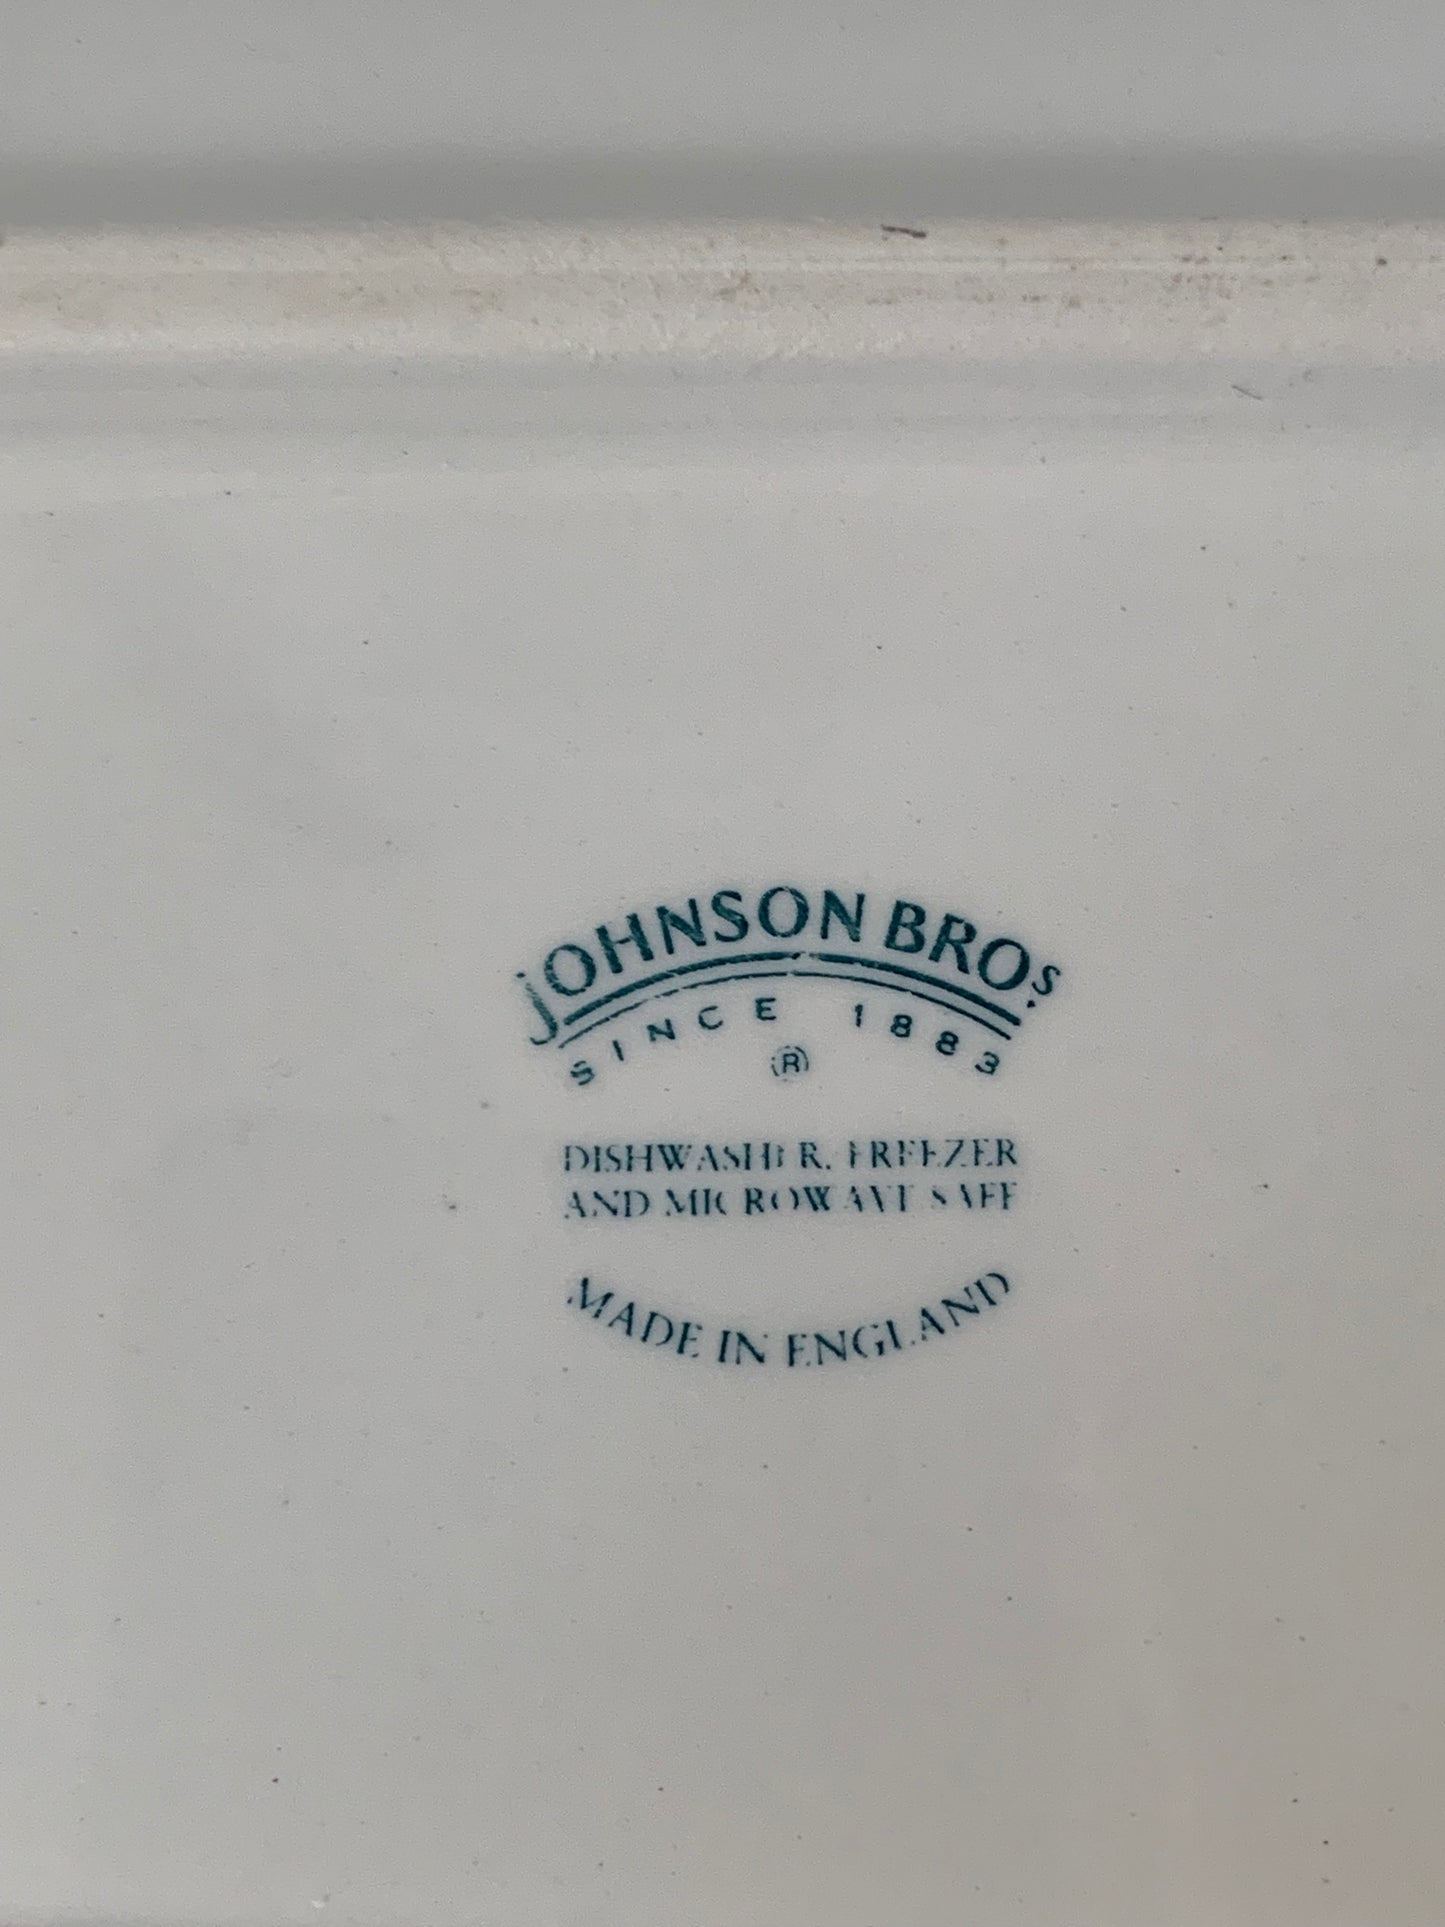 JOHNSON BROS.
SINCE 1883
®
DISHWASHER, FREEZER
AND MICROWAVE SAFE
MADE IN ENGLAND